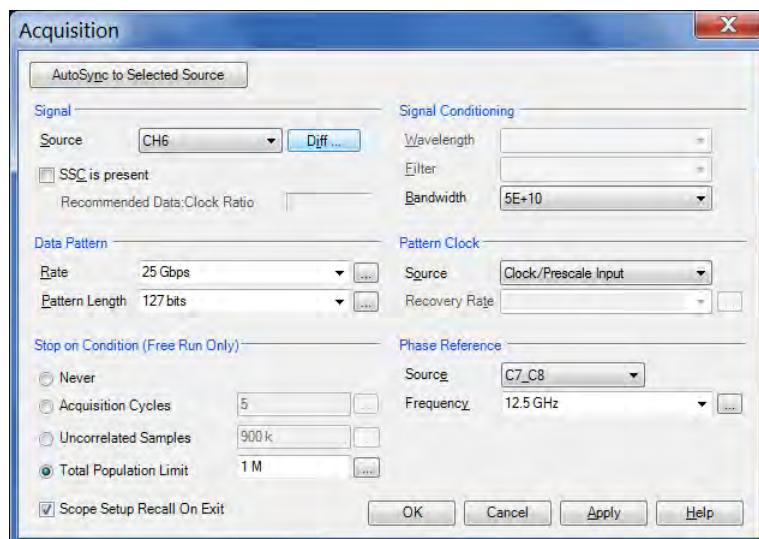 Acquisition
X
AutoSync to Selected Source
Signal
Source CH6 Diff ...
SSC is present
Recommended Data:Clock Ratio
Signal Conditioning
Wavelength
Filter
Bandwidth 5E+10
Data Pattern
Rate 25 Gbps ...
Pattern Length 127 bits ...
Pattern Clock
Source Clock/Prescale Input
Recovery Rate
Stop on Condition (Free Run Only)
Never
Acquisition Cycles 5 ...
Uncorrelated Samples 900 k
Total Population Limit 1 M ...
Phase Reference
Source C7_C8
Frequency 12.5 GHz ...
Scope Setup Recall On Exit
OK Cancel Apply Help